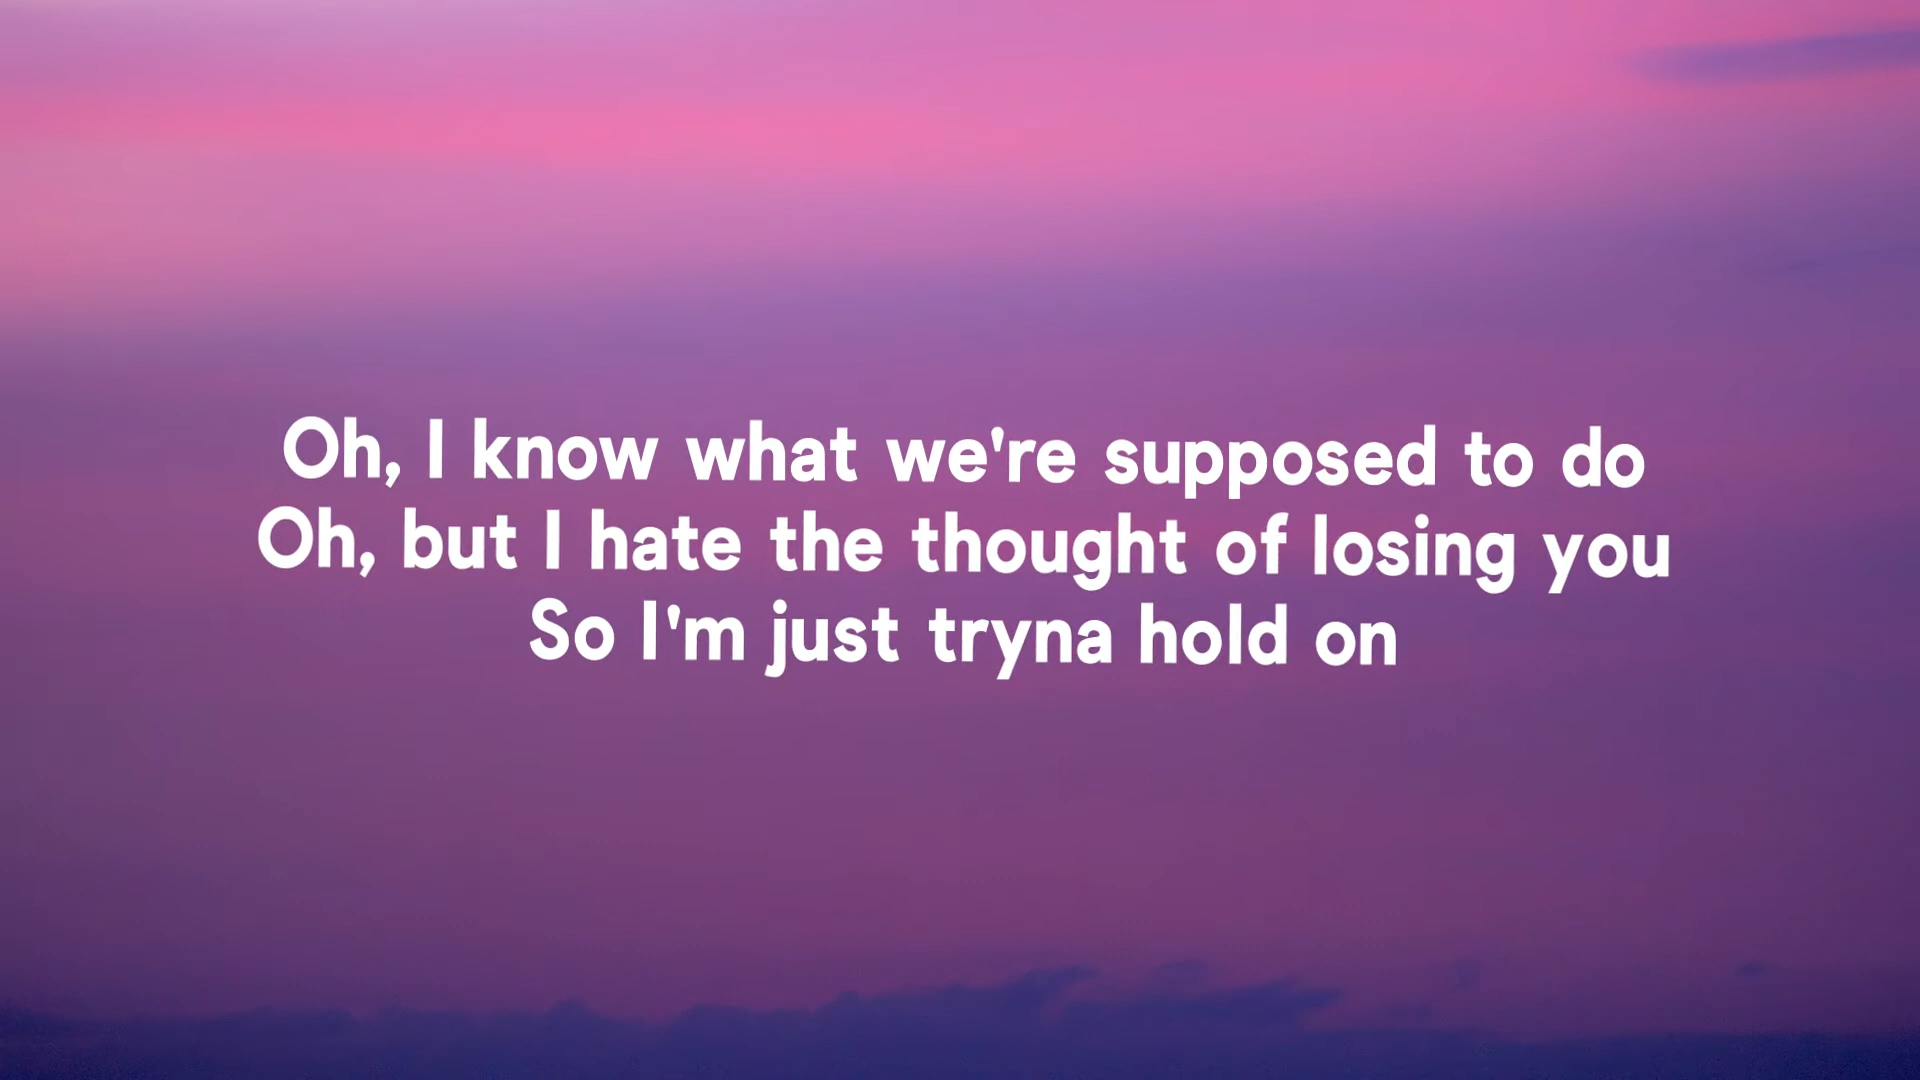 Oh, I know what we're supposed to do
Oh, but I hate the thought of losing you
So I'm just tryna hold on